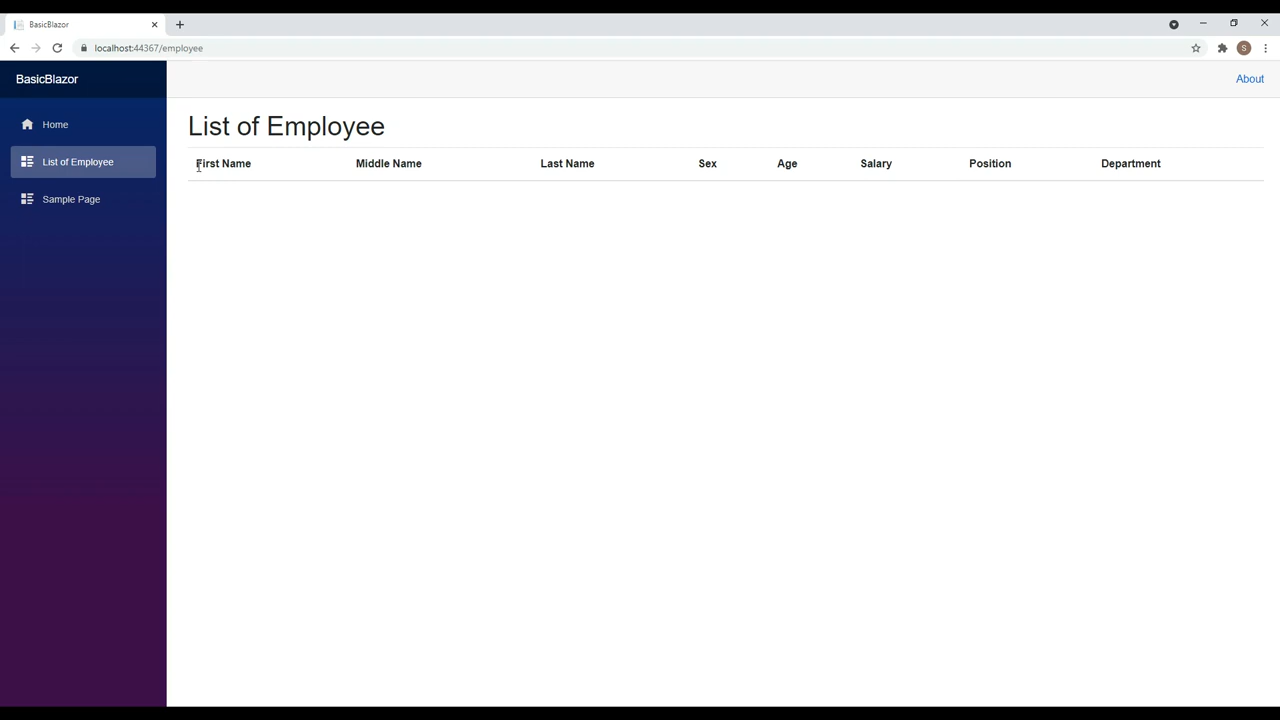 BasicBlazor
localhost:44367/employee
S
BasicBlazor
About
Home
List of Employee
Sample Page
List of Employee
First Name Middle Name Last Name Sex Age Salary Position Department